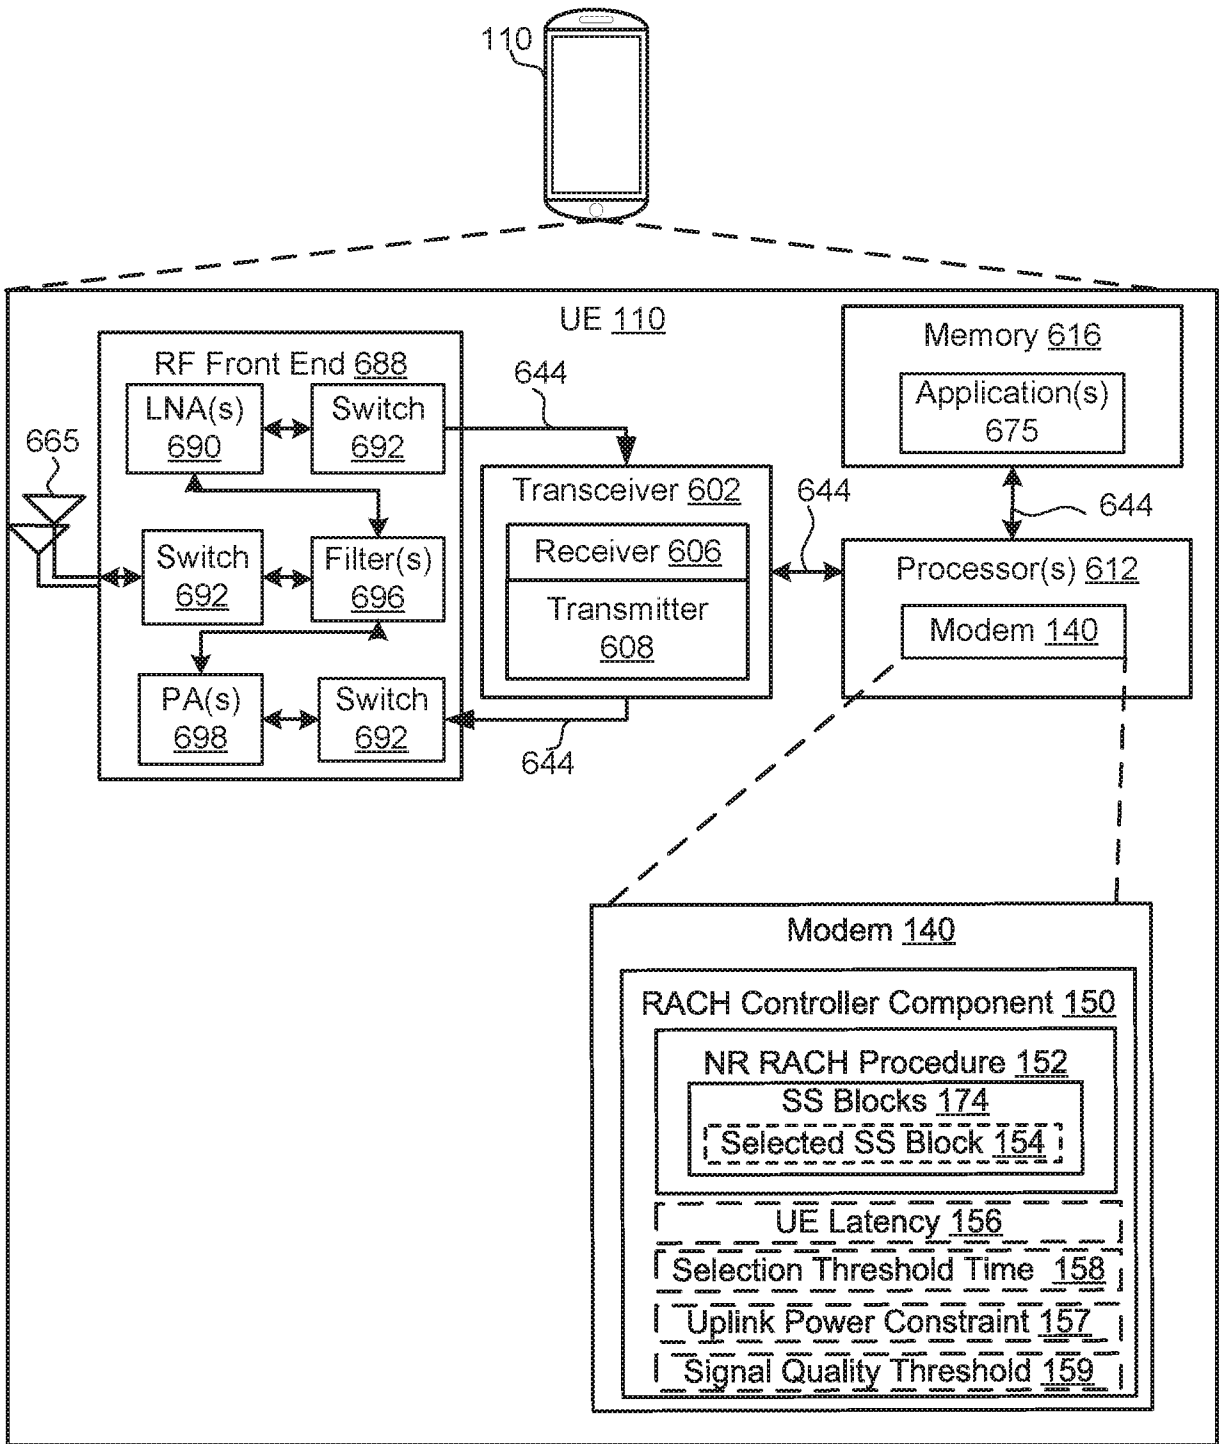 110
UE 110
RF Front End 688
LNA(s)
690
Switch
692
644
Memory 616
Application(s)
675
665
Transceiver 602
Receiver 606
Transmitter
608
644
644
Switch
692
Filter(s)
696
Processor(s) 612
Modem 140
PA(s)
698
Switch
692
644
Modem 140
RACH Controller Component 150
NR RACH Procedure 152
SS Blocks 174
Selected SS Block 154
UE Latency 156
Selection Threshold Time 158
Uplink Power Constraint 157
Signal Quality Threshold 159